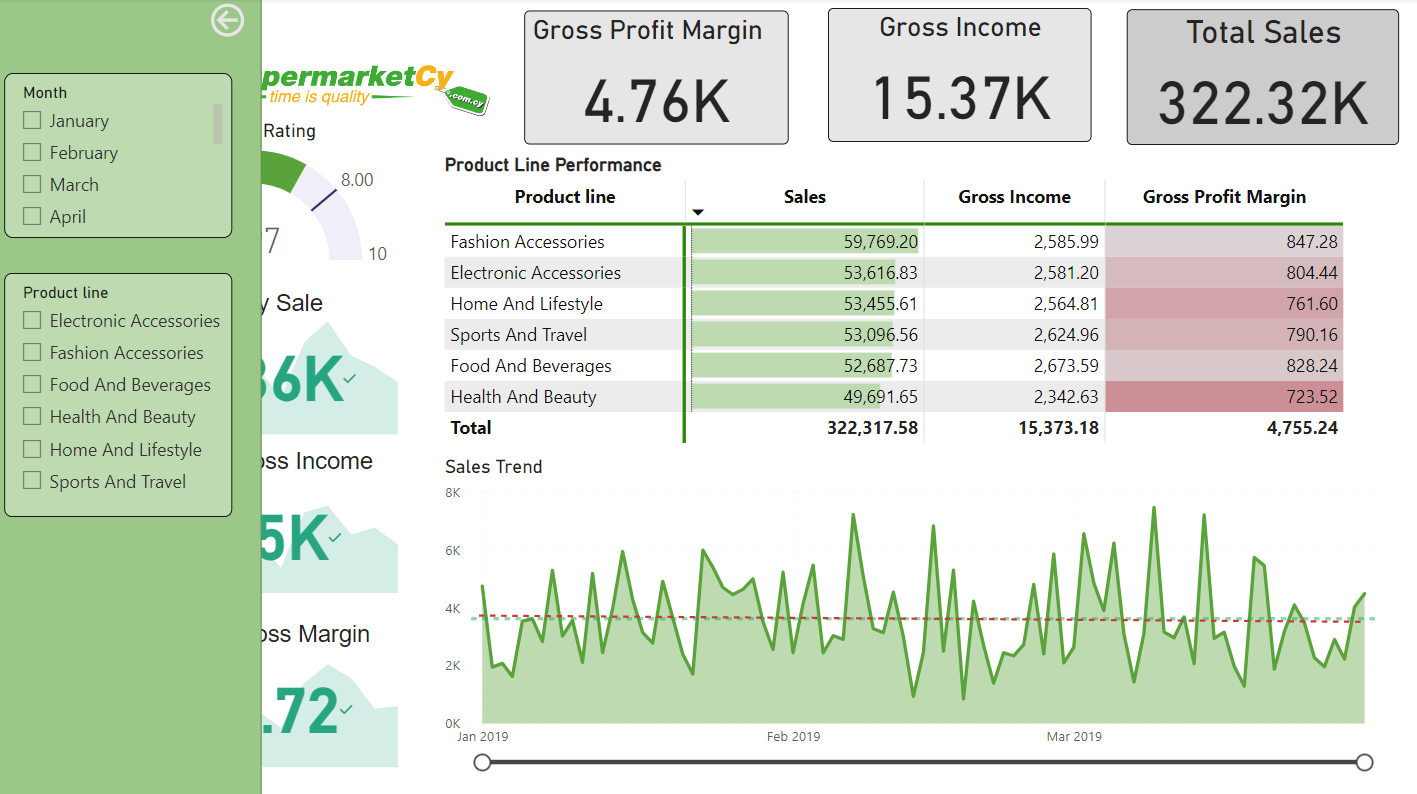 Month
January
February
March
April
Product line
Electronic Accessories
Fashion Accessories
Food And Beverages
Health And Beauty
Home And Lifestyle
Sports And Travel
permarketCy
time is quality
.com.cy
Rating
8.00
10
7
y Sale
36K
oss Income
5K
oss Margin
.72
Gross Profit Margin
4.76K
Gross Income
15.37K
Total Sales
322.32K
Product Line Performance
Product line Sales Gross Income Gross Profit Margin
Fashion Accessories 59,769.20 2,585.99 847.28
Electronic Accessories 53,616.83 2,581.20 804.44
Home And Lifestyle 53,455.61 2,564.81 761.60
Sports And Travel 53,096.56 2,624.96 790.16
Food And Beverages 52,687.73 2,673.59 828.24
Health And Beauty 49,691.65 2,342.63 723.52
Total 322,317.58 15,373.18 4,755.24
Sales Trend
8K
6K
4K
2K
0K
Jan 2019 Feb 2019 Mar 2019